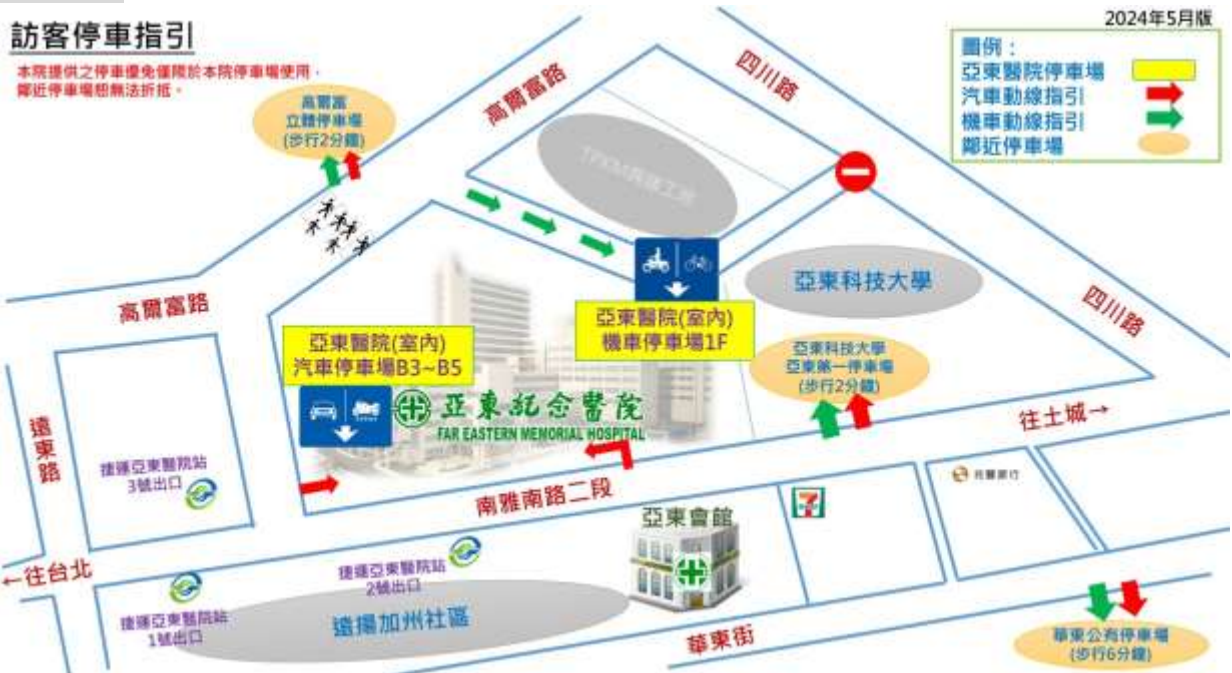 訪客停車指引
2024年5月版
本院提供之停車優免僅限於本院停車場使用，
鄰近停車場恕無法折抵。
圖例：
亞東醫院停車場
汽車動線指引
機車動線指引
鄰近停車場
高爾富
立體停車場
(步行2分鐘)
高爾富路
四川路
亞東科技大學
四川路
高爾富路
亞東醫院(室內)
機車停車場1F
亞東醫院(室內)
汽車停車場B3~B5
亞東科技大學
亞東第一停車場
(步行2分鐘)
亞東紀念醫院
FAR EASTERN MEMORIAL HOSPITAL
往土城→
遠東路
捷運亞東醫院站
3號出口
南雅南路二段
7
亞東會館
←往台北
捷運亞東醫院站
2號出口
捷運亞東醫院站
1號出口
遠揚加州社區
華東街
華東公有停車場
(步行6分鐘)